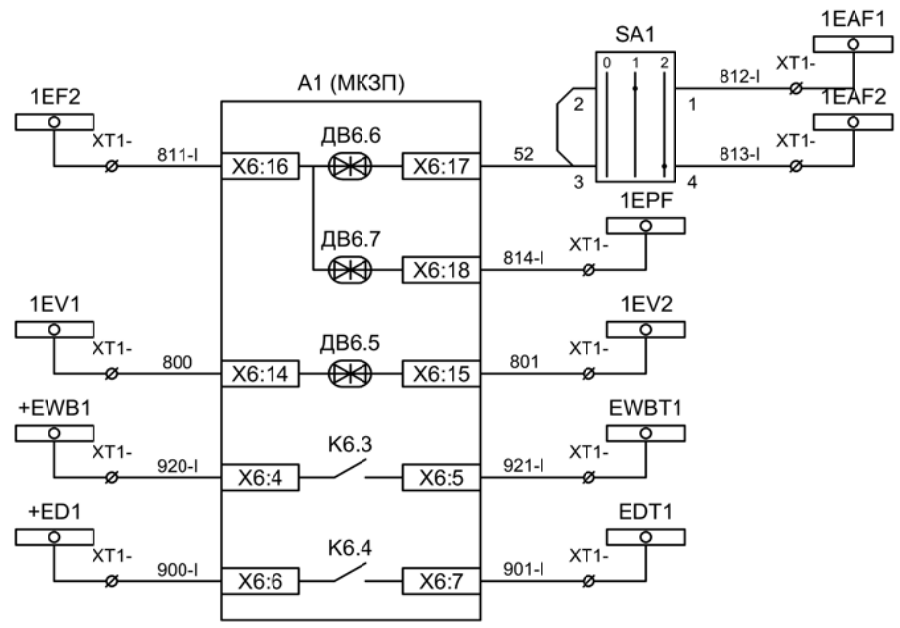 1EAF1
SA1
0 1 2
XT1-
812-I
A1 (МКЗП)
1EF2
2
1
1EAF2
XT1-
811-I
X6:16
ДВ6.6
X6:17
52
XT1-
813-I
3
4
1EPF
ДВ6.7
XT1-
X6:18
814-I
1EV1
1EV2
XT1-
800
X6:14
ДВ6.5
X6:15
801
XT1-
+EWB1
EWBT1
XT1-
920-I
X6:4
K6.3
X6:5
921-I
XT1-
+ED1
EDT1
XT1-
900-I
X6:6
K6.4
X6:7
901-I
XT1-